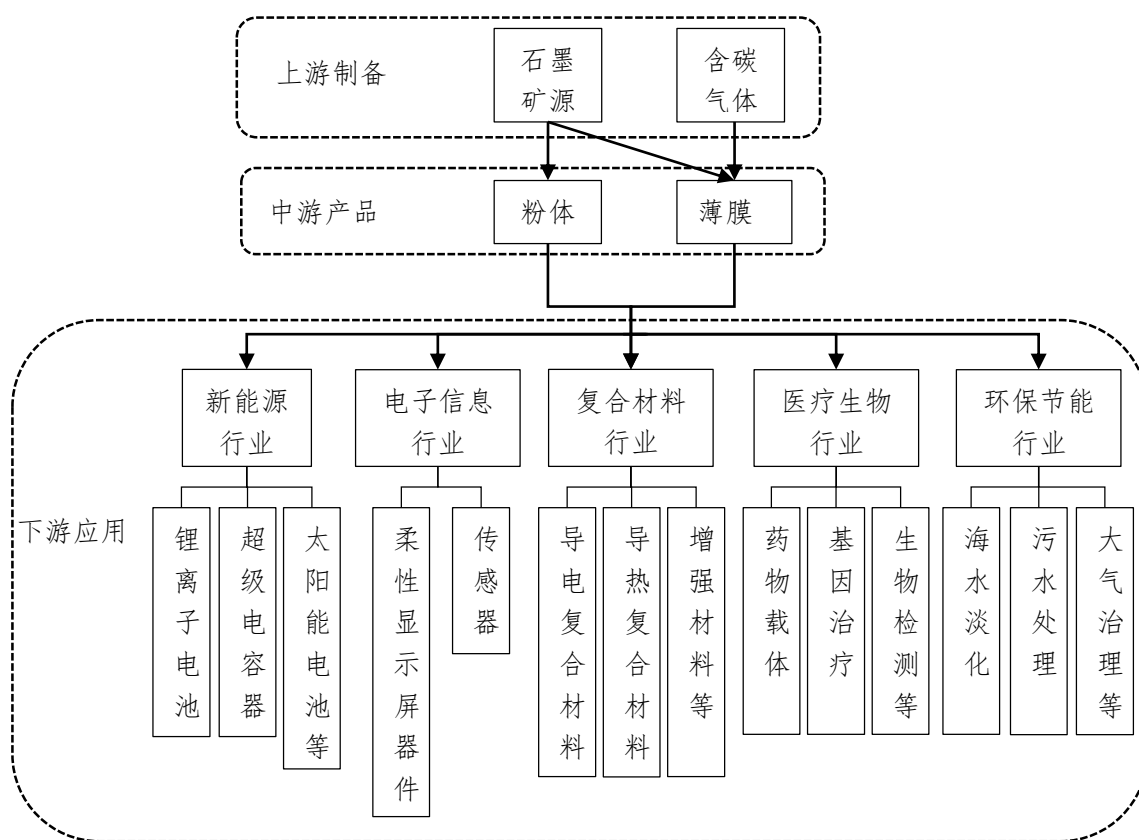 上游制备
石墨
矿源
含碳
气体
中游产品
粉体
薄膜
新能源
行业
电子信息
行业
复合材料
行业
医疗生物
行业
环保节能
行业
下游应用
锂离子电池
超级电容器
太阳能电池等
柔性显示屏器件
传感器
导电复合材料
导热复合材料
增强材料等
药物载体
基因治疗
生物检测等
海水淡化
污水处理
大气治理等